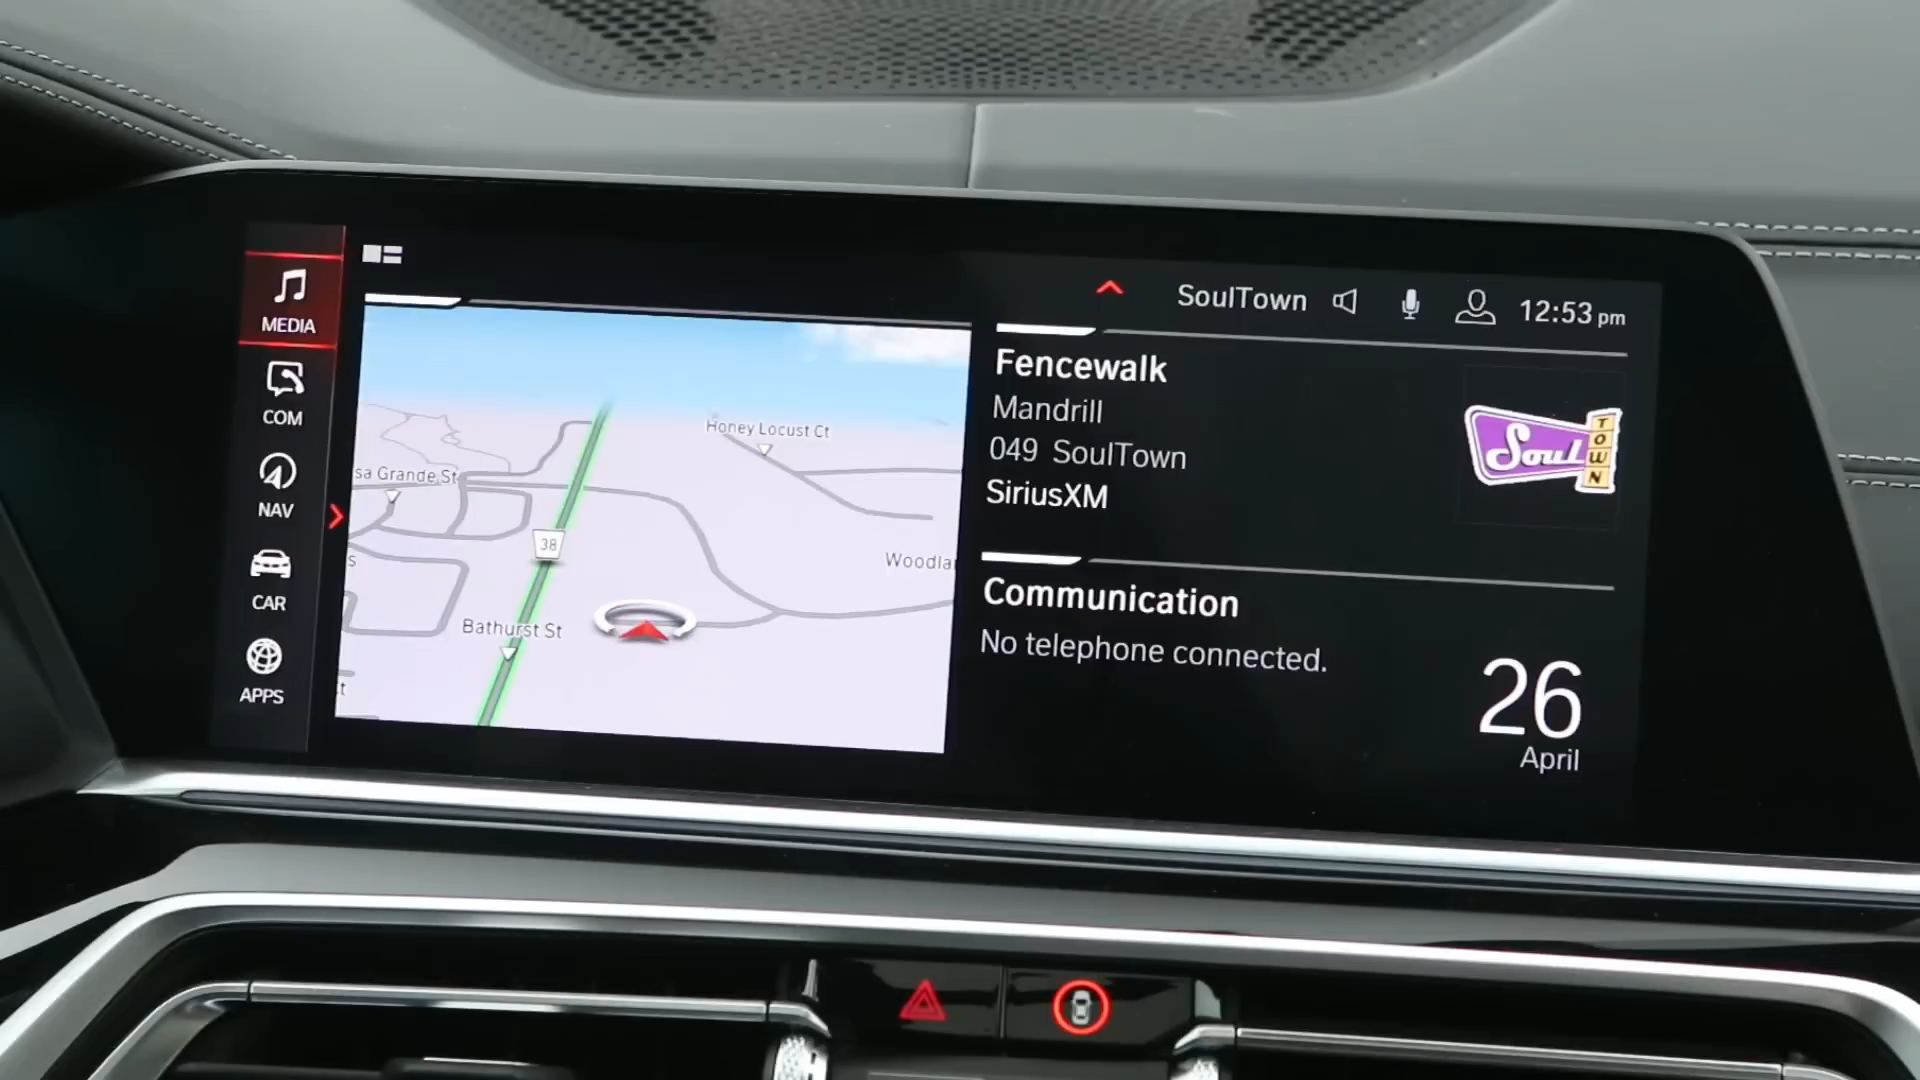 MEDIA
COM
NAV
CAR
APPS
SoulTown
12:53 pm
Honey Locust Ct
sa Grande St
38
Woodla
s
Bathurst St
t
Fencewalk
Mandrill
049 SoulTown
SiriusXM
Soul
TOWN
Communication
No telephone connected.
26
April